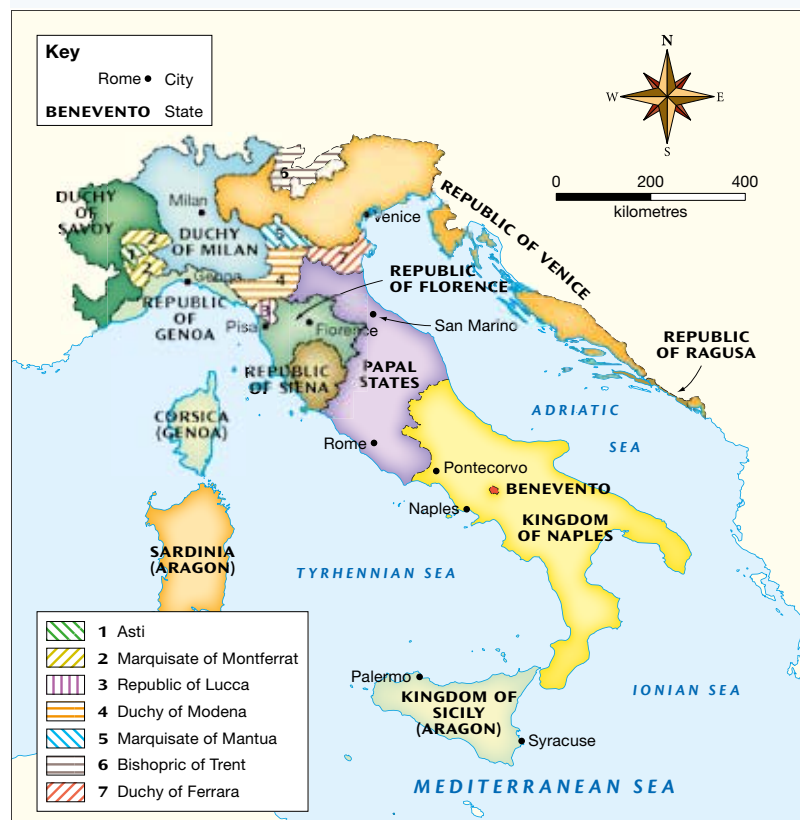 Key
Rome • City
BENEVENTO State
N
W E
S
0 200 400
kilometres
6
DUCHY
OF
SAVOY
Milan
DUCHY
OF MILAN
Venice
REPUBLIC OF VENICE
2
1
2
5
7
4
3
Genoa
REPUBLIC
OF
GENOA
REPUBLIC
OF FLORENCE
Pisa
Florence
San Marino
REPUBLIC
OF SIENA
PAPAL
STATES
REPUBLIC
OF RAGUSA
CORSICA
(GENOA)
ADRIATIC
SEA
Rome
Pontecorvo
BENEVENTO
Naples
KINGDOM
OF NAPLES
SARDINIA
(ARAGON)
TYRHENNIAN SEA
1 Asti
2 Marquisate of Montferrat
3 Republic of Lucca
4 Duchy of Modena
5 Marquisate of Mantua
6 Bishopric of Trent
7 Duchy of Ferrara
Palermo
KINGDOM OF
SICILY
(ARAGON)
IONIAN SEA
Syracuse
MEDITERRANEAN SEA